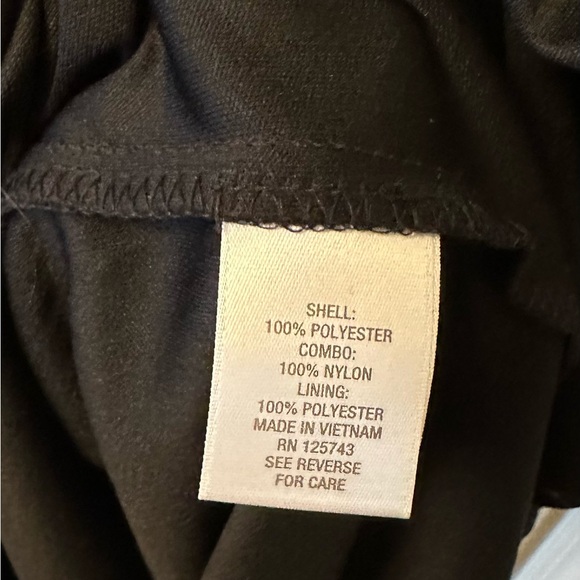 SHELL:
100% POLYESTER
COMBO:
100% NYLON
LINING:
100% POLYESTER
MADE IN VIETNAM
RN 125743
SEE REVERSE
FOR CARE